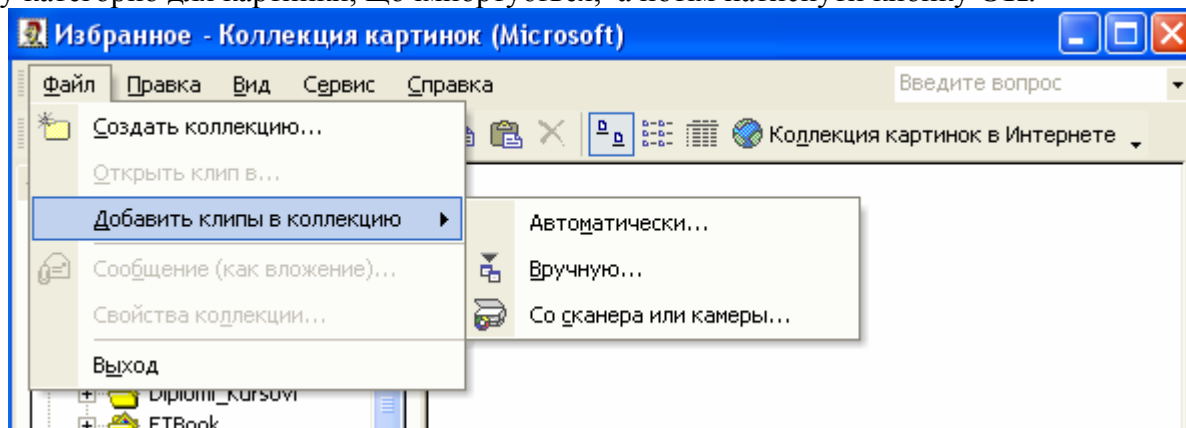 Избранное - Коллекция картинок (Microsoft)
Файл Правка Вид Сервис Справка Введите вопрос
Создать коллекцию... Коллекция картинок в Интернете
Открыть клип в...
Добавить клипы в коллекцию
Автоматически...
Вручную...
Со сканера или камеры...
Сообщение (как вложение)...
Свойства коллекции...
Выход
Diplomi_Kursovi
ETBook